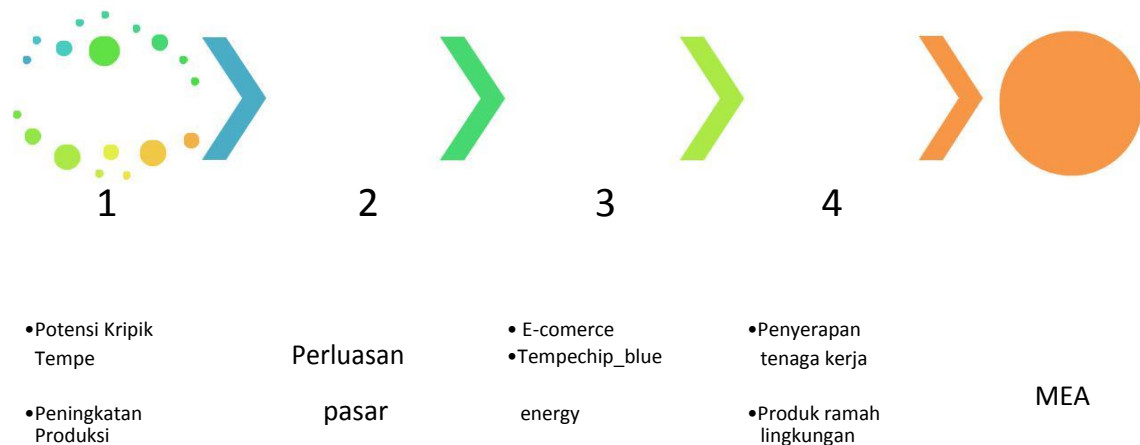 1
2
3
4
•Potensi Kripik
Tempe
•Peningkatan
Produksi
Perluasan
pasar
• E-comerce
•Tempechip_blue
energy
•Penyerapan
tenaga kerja
•Produk ramah
lingkungan
MEA